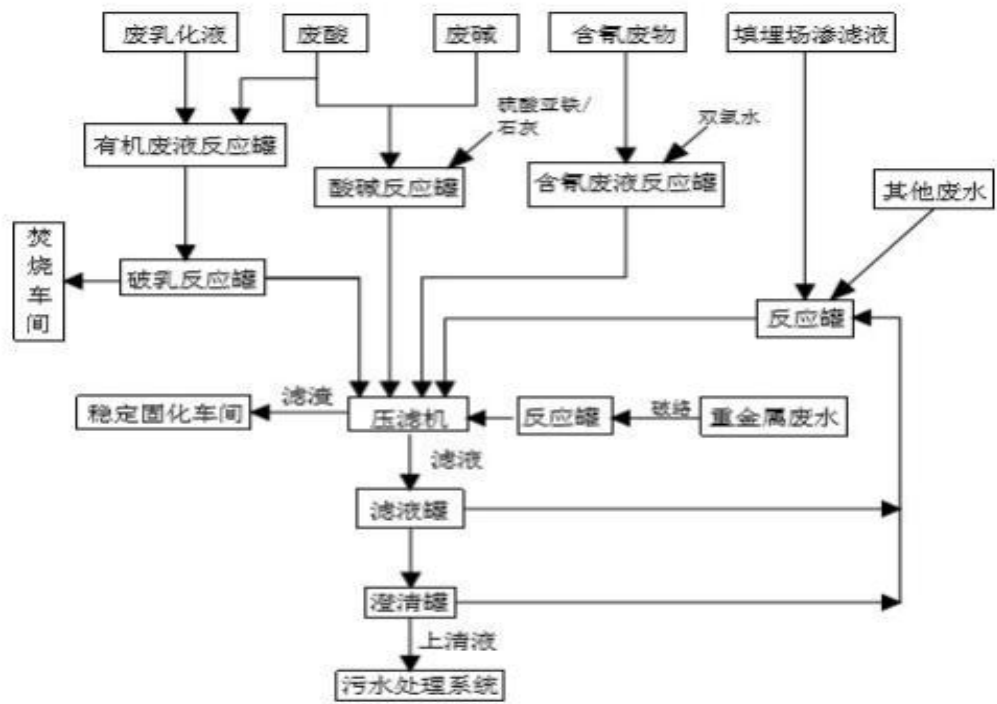 废乳化液
废酸
废碱
含氰废物
填埋场渗滤液
硫酸亚铁/
石灰
双氧水
有机废液反应罐
酸碱反应罐
含氰废液反应罐
其他废水
焚
烧
车
间
破乳反应罐
反应罐
稳定固化车间
滤渣
压滤机
反应罐
破络
重金属废水
滤液
滤液罐
澄清罐
上清液
污水处理系统